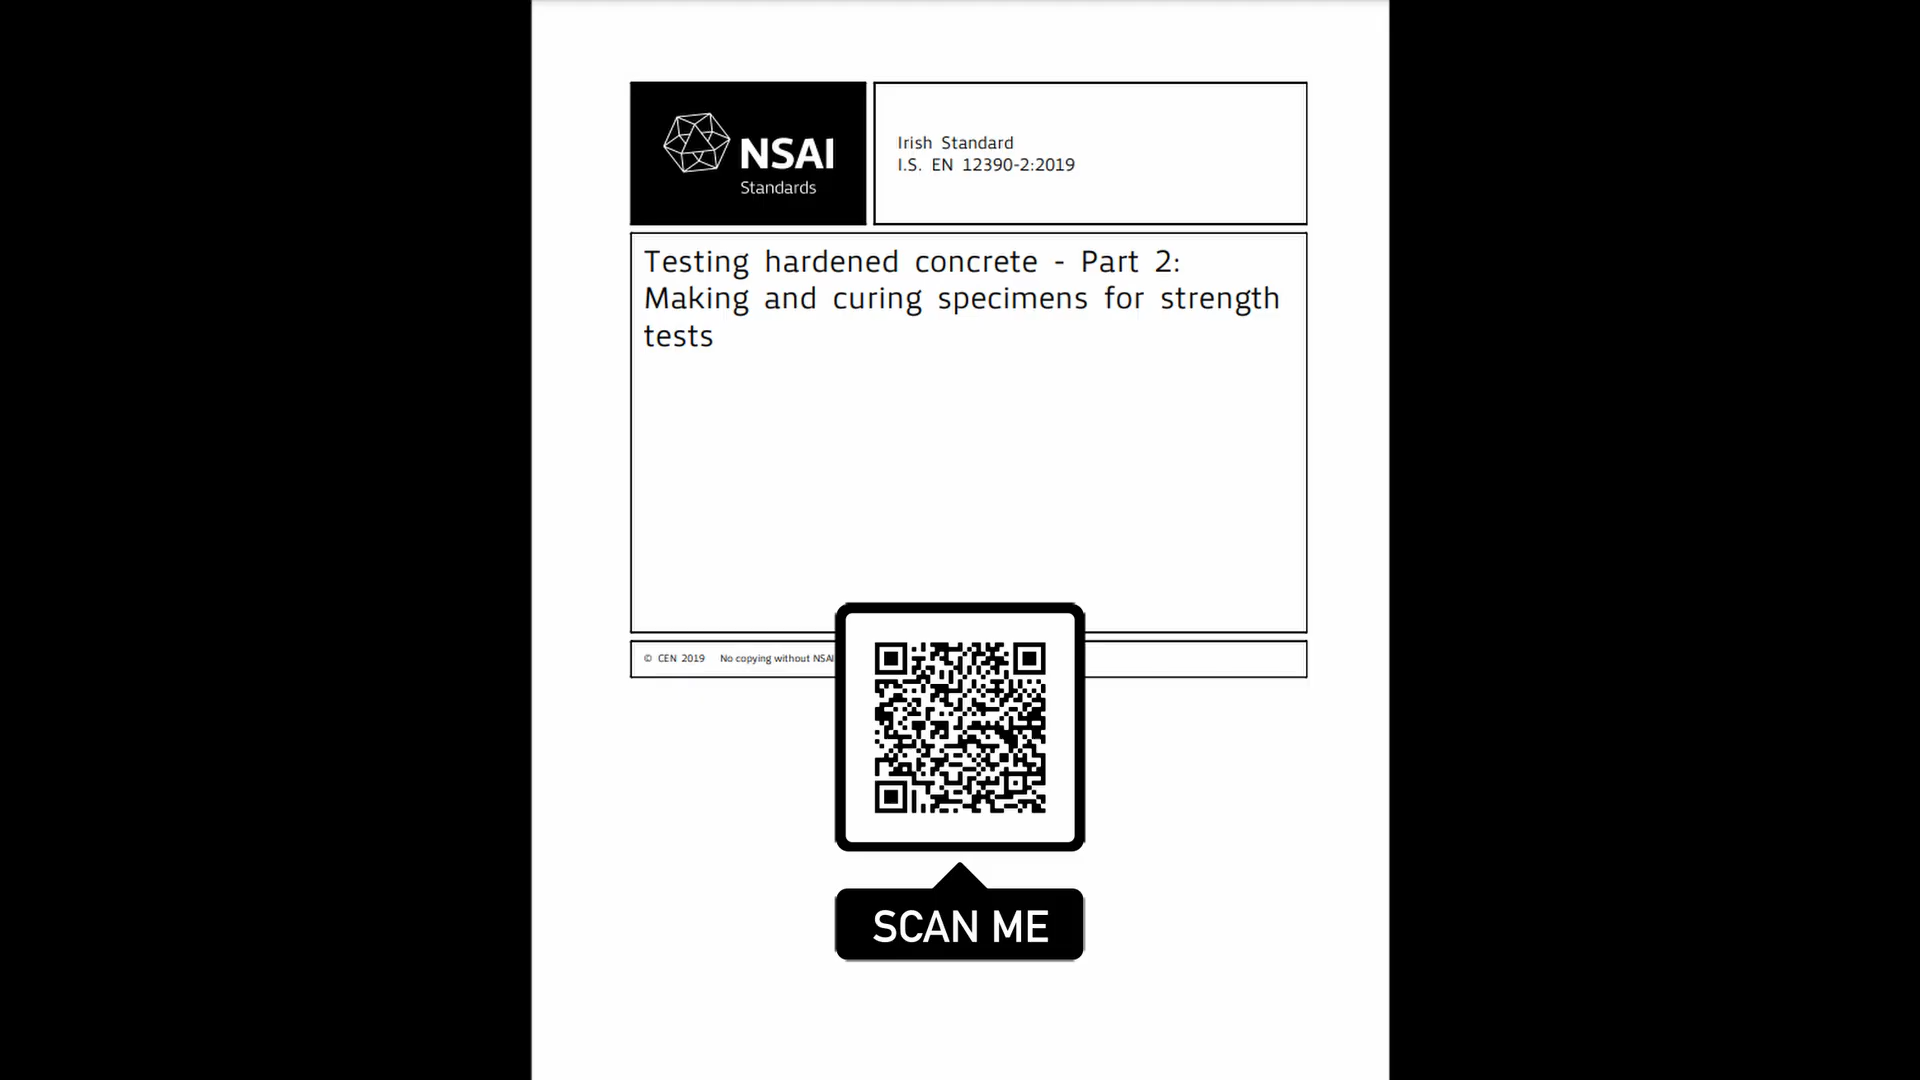 NSAI
Standards
Irish Standard
I.S. EN 12390-2:2019
Testing hardened concrete - Part 2:
Making and curing specimens for strength
tests
© CEN 2019 No copying without NSAI
SCAN ME